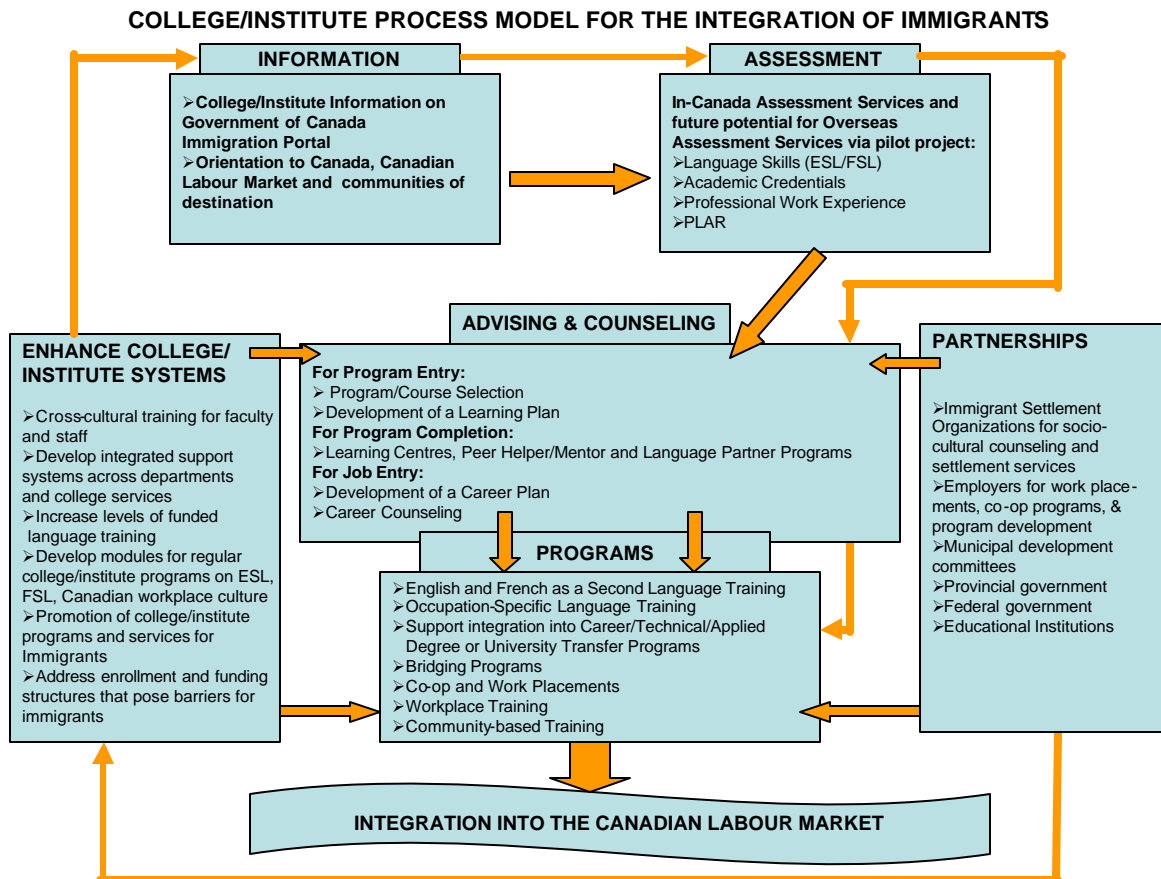 COLLEGE/INSTITUTE PROCESS MODEL FOR THE INTEGRATION OF IMMIGRANTS
INFORMATION
➢College/Institute Information on
Government of Canada
Immigration Portal
➢Orientation to Canada, Canadian
Labour Market and communities of
destination
ASSESSMENT
In-Canada Assessment Services and
future potential for Overseas
Assessment Services via pilot project:
➢Language Skills (ESL/FSL)
➢Academic Credentials
➢Professional Work Experience
➢PLAR
ENHANCE COLLEGE/
INSTITUTE SYSTEMS
➢Cross-cultural training for faculty
and staff
➢Develop integrated support
systems across departments
and college services
➢Increase levels of funded
language training
➢Develop modules for regular
college/institute programs on ESL,
FSL, Canadian workplace culture
➢Promotion of college/institute
programs and services for
Immigrants
➢Address enrollment and funding
structures that pose barriers for
immigrants
ADVISING & COUNSELING
For Program Entry:
➢ Program/Course Selection
➢Development of a Learning Plan
For Program Completion:
➢Learning Centres, Peer Helper/Mentor and Language Partner Programs
For Job Entry:
➢Development of a Career Plan
➢Career Counseling
PARTNERSHIPS
➢Immigrant Settlement
Organizations for socio-
cultural counseling and
settlement services
➢Employers for work place-
ments, co-op programs, &
program development
➢Municipal development
committees
➢Provincial government
➢Federal government
➢Educational Institutions
PROGRAMS
➢English and French as a Second Language Training
➢Occupation-Specific Language Training
➢Support integration into Career/Technical/Applied
Degree or University Transfer Programs
➢Bridging Programs
➢Co-op and Work Placements
➢Workplace Training
➢Community-based Training
INTEGRATION INTO THE CANADIAN LABOUR MARKET